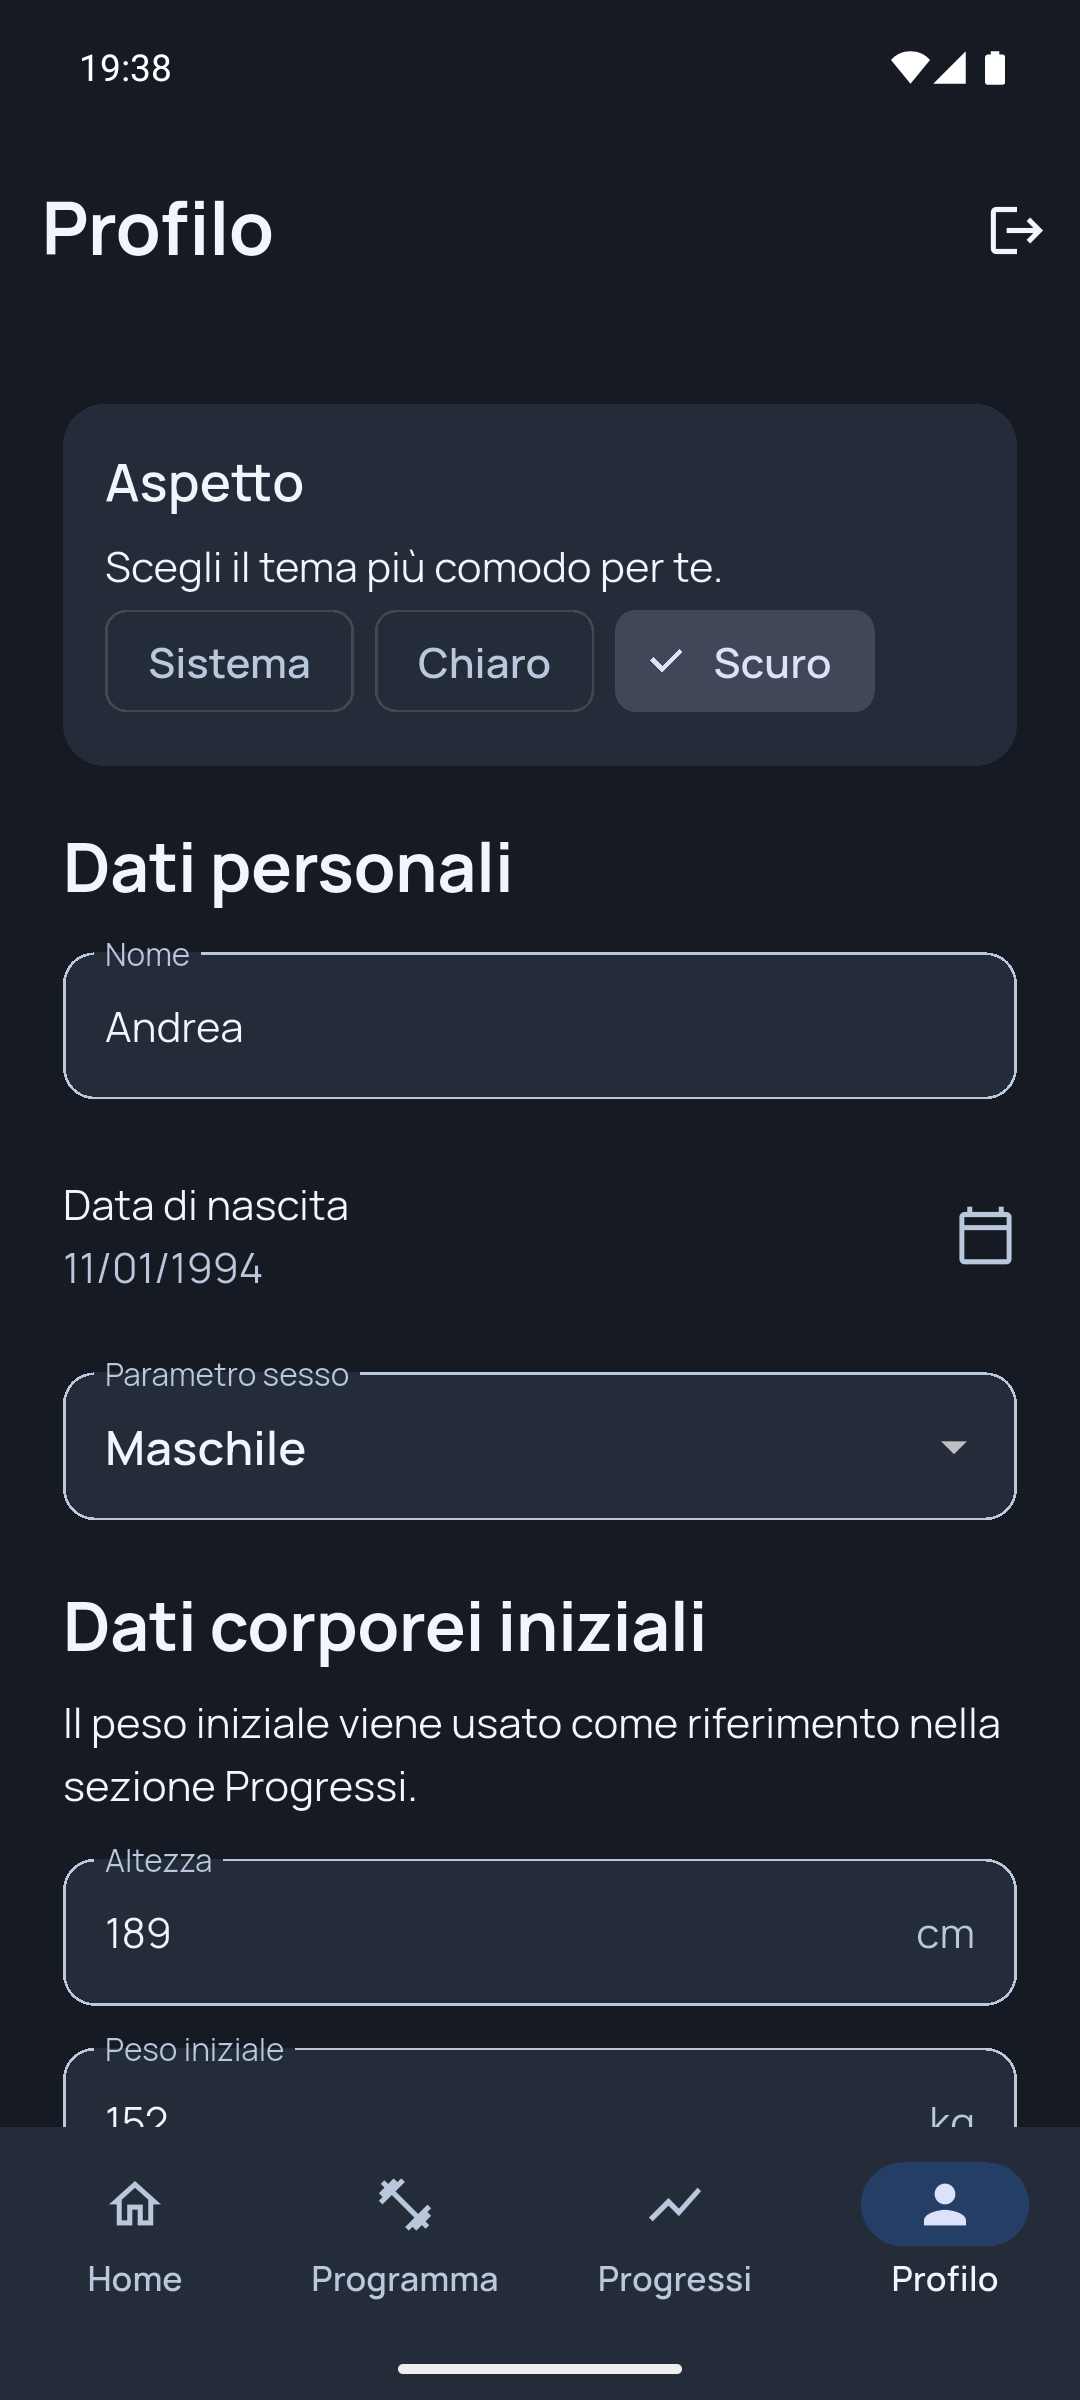 19:38
Profilo
Aspetto
Scegli il tema più comodo per te.
Sistema
Chiaro
Scuro
Dati personali
Nome
Andrea
Data di nascita
11/01/1994
Parametro sesso
Maschile
Dati corporei iniziali
Il peso iniziale viene usato come riferimento nella
sezione Progressi.
Altezza
189 cm
Peso iniziale
152 kg
Home
Programma
Progressi
Profilo